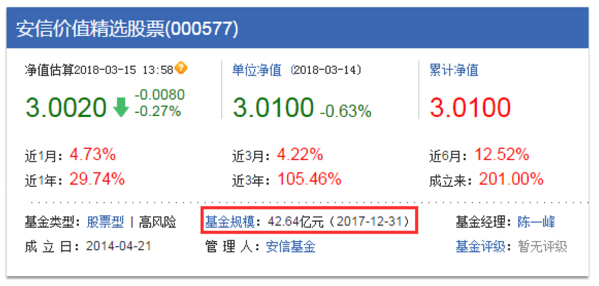 安信价值精选股票(000577)
净值估算2018-03-15 13:58 ? 单位净值 (2018-03-14) 累计净值
3.0020 -0.0080 -0.27% 3.0100 -0.63% 3.0100
近1月：4.73% 近3月：4.22% 近6月：12.52%
近1年：29.74% 近3年：105.46% 成立来：201.00%
基金类型：股票型 | 高风险 基金规模：42.64亿元（2017-12-31） 基金经理：陈一峰
成 立 日：2014-04-21 管 理 人：安信基金 基金评级：暂无评级